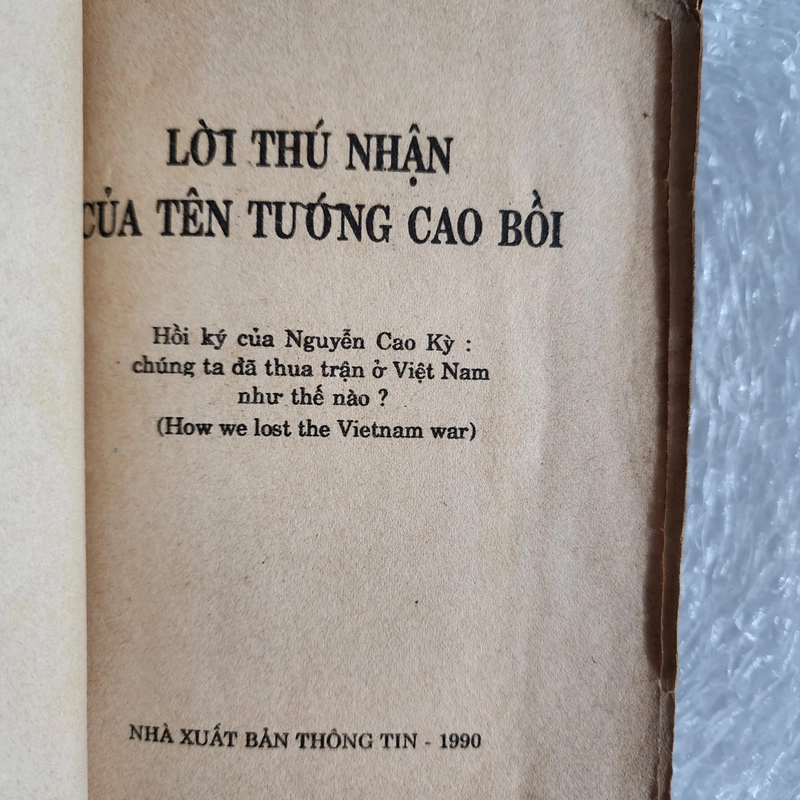 LỜI THÚ NHẬN
CỦA TÊN TƯỚNG CAO BỒI
Hồi ký của Nguyễn Cao Kỳ :
chúng ta đã thua trận ở Việt Nam
như thế nào ?
(How we lost the Vietnam war)
NHÀ XUẤT BẢN THÔNG TIN - 1990